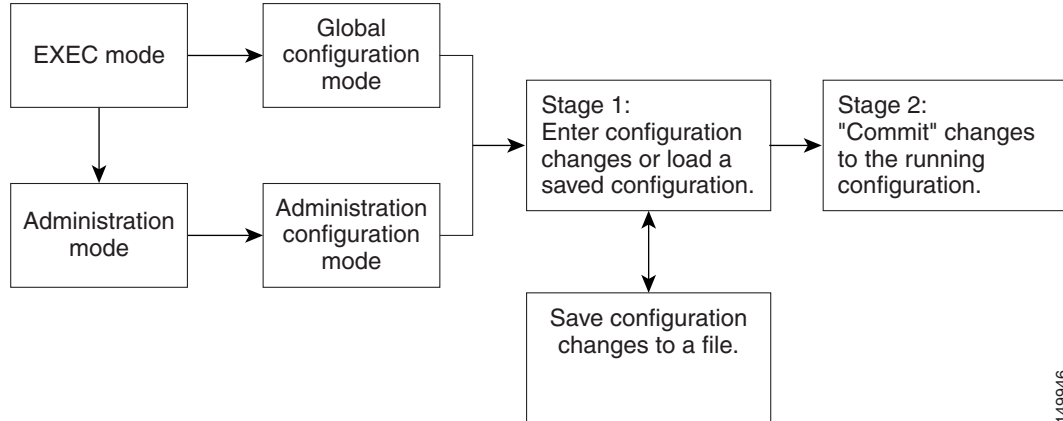 EXEC mode
Global
configuration
mode
Stage 1:
Enter configuration
changes or load a
saved configuration.
Stage 2:
"Commit" changes
to the running
configuration.
Administration
mode
Administration
configuration
mode
Save configuration
changes to a file.
149946